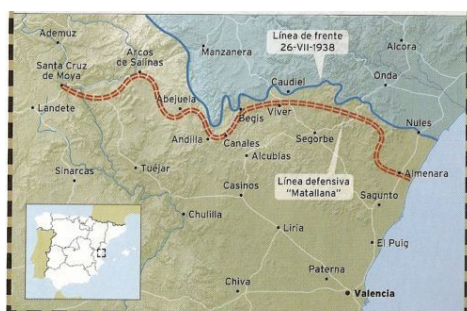 Ademuz
Santa Cruz
de Moya
Arcos
de Salinas
Manzanera
Línea de frente
26-VII-1938
Alcora
Caudiel
Onda
Landete
Abejuela
Begis
Viver
Nules
Andilla
Canales
Segorbe
Alcublas
Sinarcas
Tuéjar
Casinos
Línea defensiva
"Matallana"
Almenara
Sagunto
Chulilla
Liria
El Puig
Paterna
Chiva
Valencia